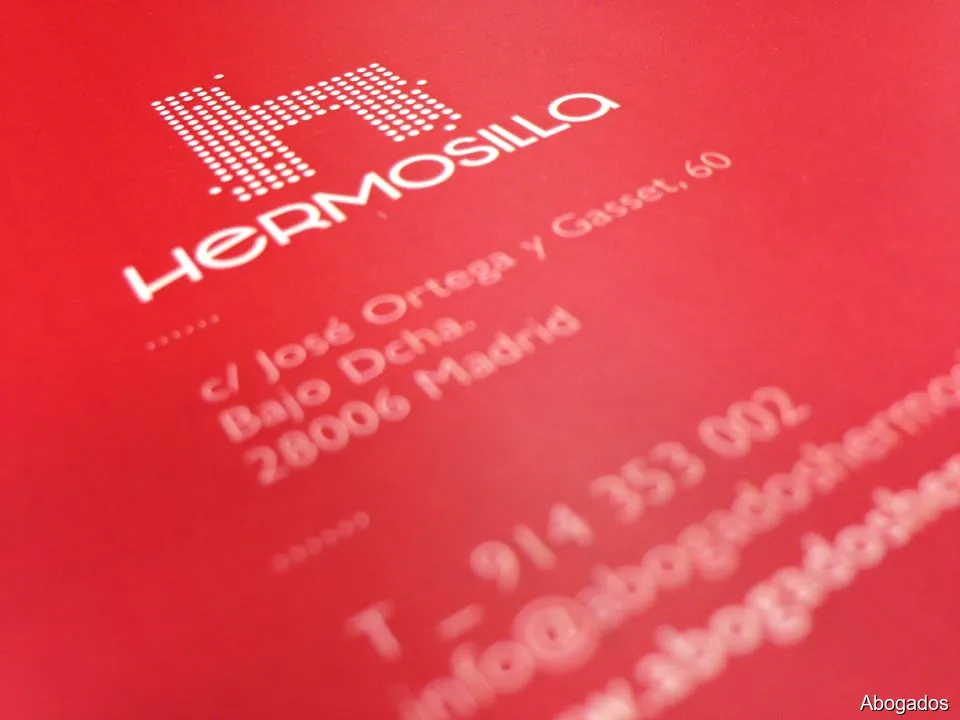 HERMOSILLA
c/ José Ortega y Gasset, 60
Bajo Dcha.
28006 Madrid
T _ 914 353 002
Abogados